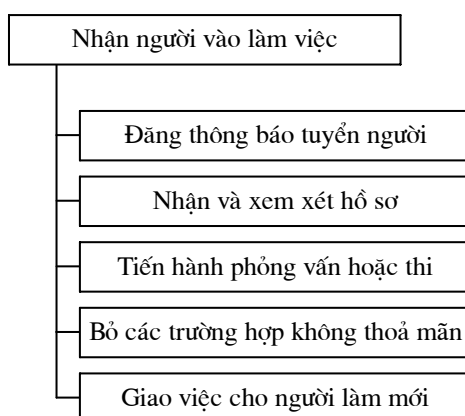 Nhận người vào làm việc
Đăng thông báo tuyển người
Nhận và xem xét hồ sơ
Tiến hành phỏng vấn hoặc thi
Bỏ các trường hợp không thoả mãn
Giao việc cho người làm mới